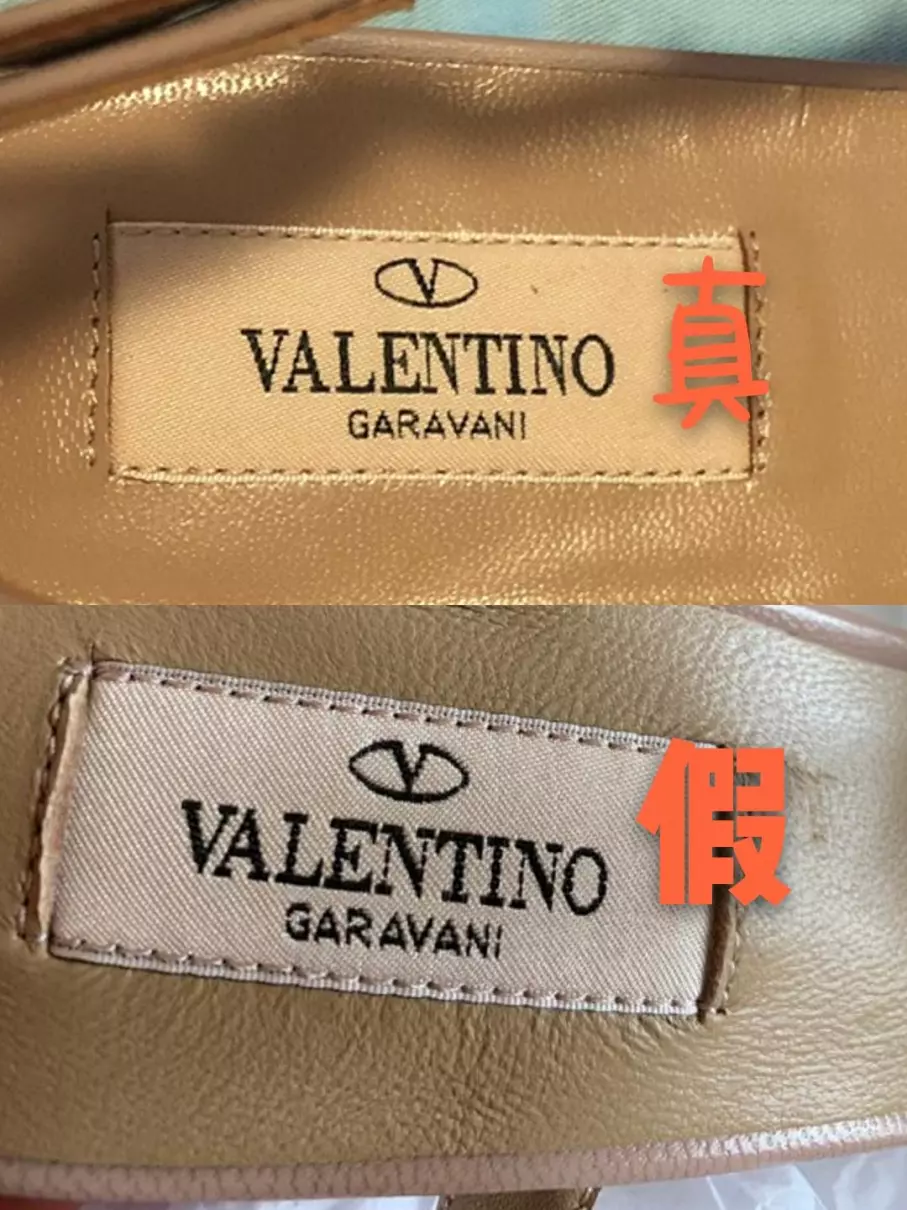 V
VALENTINO
GARAVANI
真
V
VALENTINO
GARAVANI
假